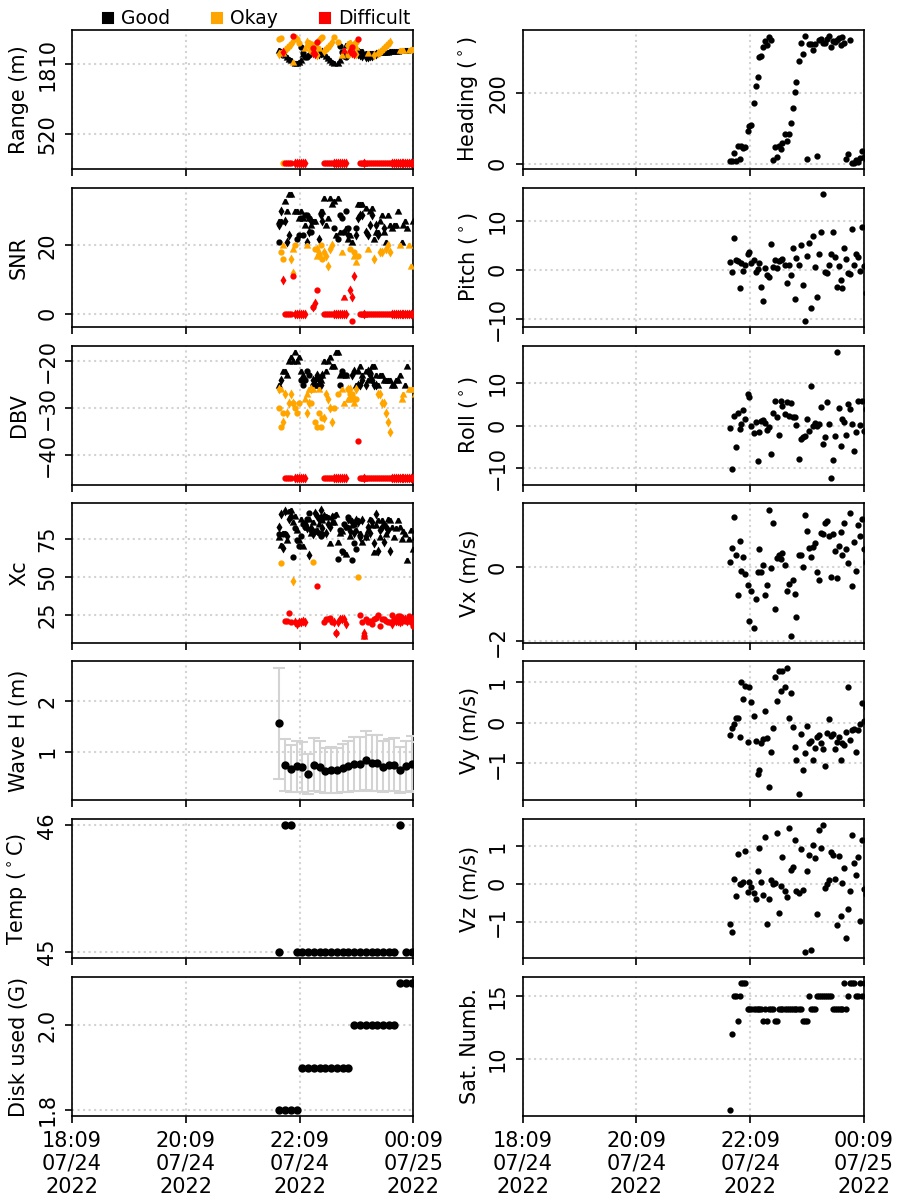 Good Okay Difficult
Range (m)
1810
520
Heading (°)
200
0
SNR
20
0
Pitch (°)
10
0
−10
DBV
−20
−30
−40
Roll (°)
10
0
−10
Xc
75
50
25
Vx (m/s)
0
−2
Wave H (m)
2
1
Vy (m/s)
1
0
−1
Temp (°C)
46
45
Vz (m/s)
1
0
−1
Disk used (G)
2.0
1.8
Sat. Numb.
15
10
18:09 20:09 22:09 00:09 18:09 20:09 22:09 00:09
07/24 07/24 07/24 07/25 07/24 07/24 07/24 07/25
2022 2022 2022 2022 2022 2022 2022 2022